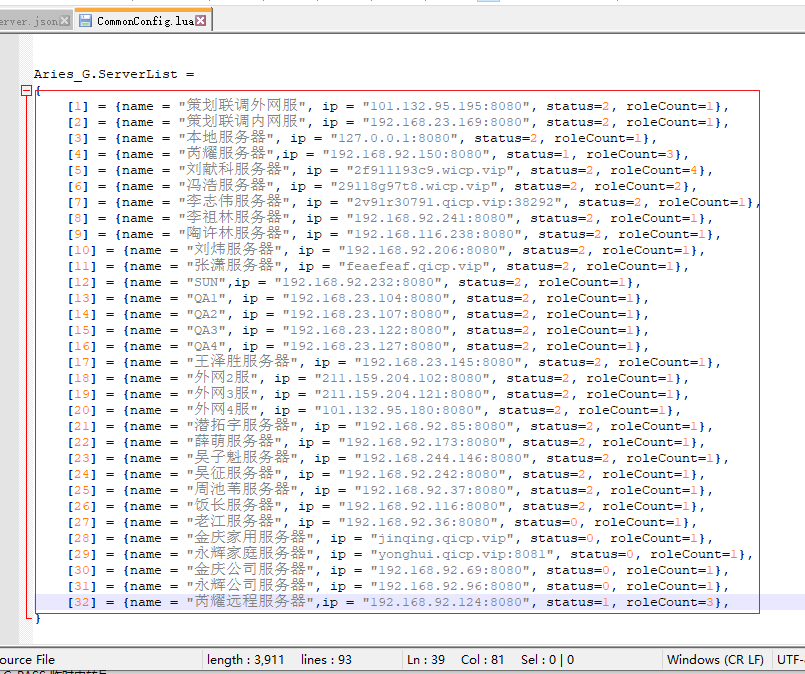 erver.json
CommonConfig.lua
Aries_G.ServerList =
{
[1] = {name = "策划联调外网服", ip = "101.132.95.195:8080", status=2, roleCount=1},
[2] = {name = "策划联调内网服", ip = "192.168.23.169:8080", status=2, roleCount=1},
[3] = {name = "本地服务器", ip = "127.0.0.1:8080", status=2, roleCount=1},
[4] = {name = "芮耀服务器",ip = "192.168.92.150:8080", status=1, roleCount=3},
[5] = {name = "刘献科服务器", ip = "2f911193c9.wicp.vip", status=2, roleCount=4},
[6] = {name = "冯浩服务器", ip = "29118g97t8.wicp.vip", status=2, roleCount=2},
[7] = {name = "李志伟服务器", ip = "2v91r30791.qicp.vip:38292", status=2, roleCount=1},
[8] = {name = "李祖林服务器", ip = "192.168.92.241:8080", status=2, roleCount=1},
[9] = {name = "陶许林服务器", ip = "192.168.116.238:8080", status=2, roleCount=1},
[10] = {name = "刘炜服务器", ip = "192.168.92.206:8080", status=2, roleCount=1},
[11] = {name = "张潇服务器", ip = "feaefeaf.qicp.vip", status=2, roleCount=1},
[12] = {name = "SUN",ip = "192.168.92.232:8080", status=2, roleCount=1},
[13] = {name = "QA1", ip = "192.168.23.104:8080", status=2, roleCount=1},
[14] = {name = "QA2", ip = "192.168.23.107:8080", status=2, roleCount=1},
[15] = {name = "QA3", ip = "192.168.23.122:8080", status=2, roleCount=1},
[16] = {name = "QA4", ip = "192.168.23.127:8080", status=2, roleCount=1},
[17] = {name = "王泽胜服务器", ip = "192.168.23.145:8080", status=2, roleCount=1},
[18] = {name = "外网2服", ip = "211.159.204.102:8080", status=2, roleCount=1},
[19] = {name = "外网3服", ip = "211.159.204.121:8080", status=2, roleCount=1},
[20] = {name = "外网4服", ip = "101.132.95.180:8080", status=2, roleCount=1},
[21] = {name = "潜拓宇服务器", ip = "192.168.92.85:8080", status=2, roleCount=1},
[22] = {name = "薛萌服务器", ip = "192.168.92.173:8080", status=2, roleCount=1},
[23] = {name = "吴子魁服务器", ip = "192.168.244.146:8080", status=2, roleCount=1},
[24] = {name = "吴征服务器", ip = "192.168.92.242:8080", status=2, roleCount=1},
[25] = {name = "周池苇服务器", ip = "192.168.92.37:8080", status=2, roleCount=1},
[26] = {name = "饭长服务器", ip = "192.168.92.116:8080", status=2, roleCount=1},
[27] = {name = "老江服务器", ip = "192.168.92.36:8080", status=0, roleCount=1},
[28] = {name = "金庆家用服务器", ip = "jinqing.qicp.vip", status=0, roleCount=1},
[29] = {name = "永辉家庭服务器", ip = "yonghui.qicp.vip:8081", status=0, roleCount=1},
[30] = {name = "金庆公司服务器", ip = "192.168.92.69:8080", status=0, roleCount=1},
[31] = {name = "永辉公司服务器", ip = "192.168.92.96:8080", status=0, roleCount=1},
[32] = {name = "芮耀远程服务器",ip = "192.168.92.124:8080", status=1, roleCount=3},
}
ource File length : 3,911 lines : 93 Ln : 39 Col : 81 Sel : 0 | 0 Windows (CR LF) UTF-